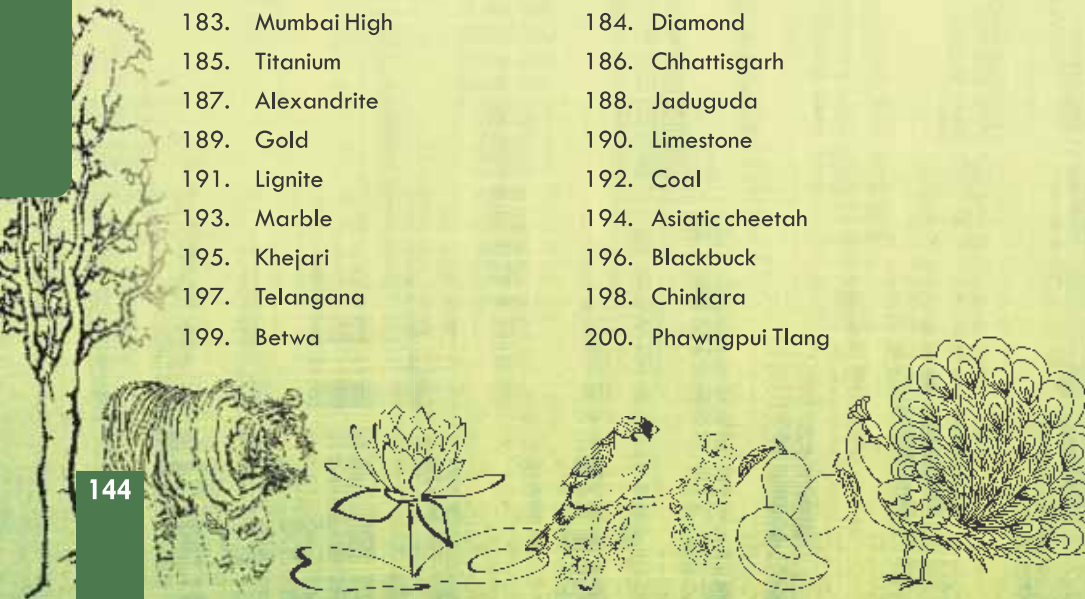 183. Mumbai High 184. Diamond
185. Titanium 186. Chhattisgarh
187. Alexandrite 188. Jaduguda
189. Gold 190. Limestone
191. Lignite 192. Coal
193. Marble 194. Asiatic cheetah
195. Khejari 196. Blackbuck
197. Telangana 198. Chinkara
199. Betwa 200. Phawngpui Tlang
144